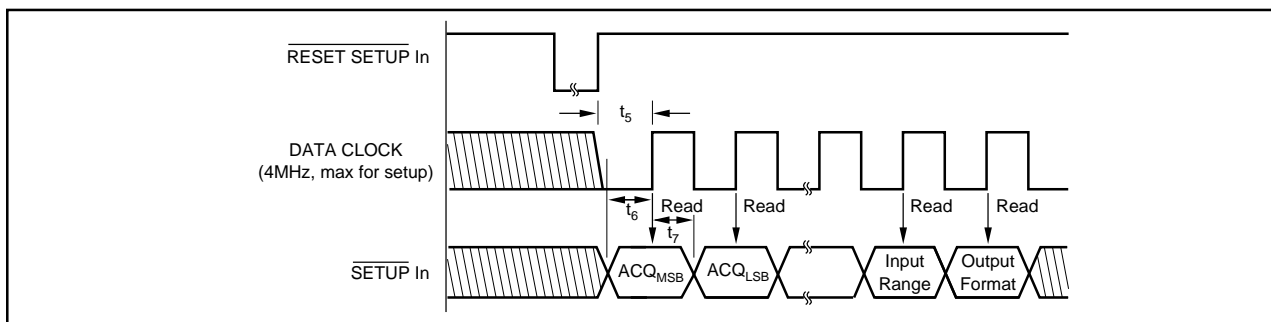 RESET SETUP In
t5
DATA CLOCK
(4MHz, max for setup)
t6
Read
Read
Read
Read
t7
SETUP In
ACQMSB
ACQLSB
Input
Range
Output
Format